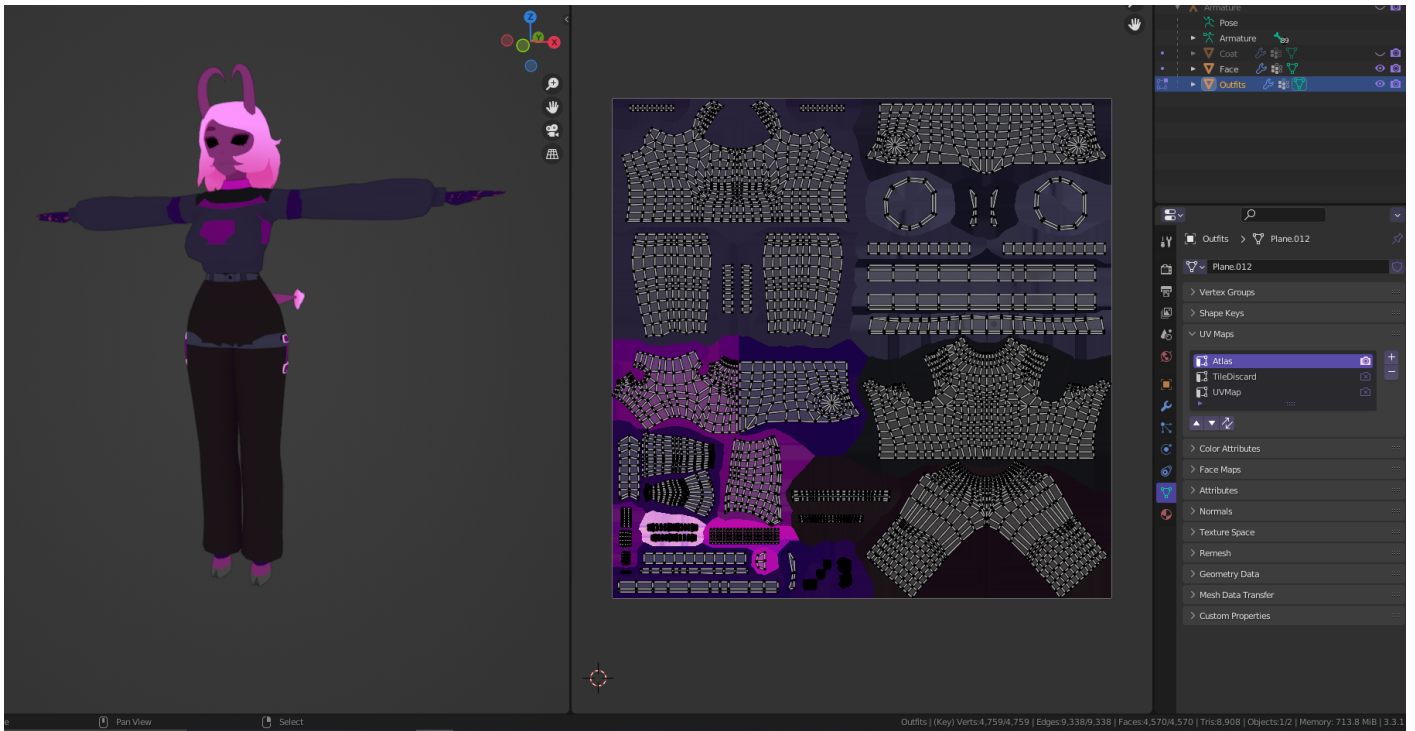 Armature
Pose
Armature
89
Coat
Face
Outfits
Z
Y
X
Outfits > Plane.012
Plane.012
Vertex Groups
Shape Keys
UV Maps
Atlas
TileDiscard
UVMap
Color Attributes
Face Maps
Attributes
Normals
Texture Space
Remesh
Geometry Data
Mesh Data Transfer
Custom Properties
e Pan View Select Outfits | (Key) Verts:4,759/4,759 | Edges:9,338/9,338 | Faces:4,570/4,570 | Tris:8,908 | Objects:1/2 | Memory: 713.8 MiB | 3.3.1